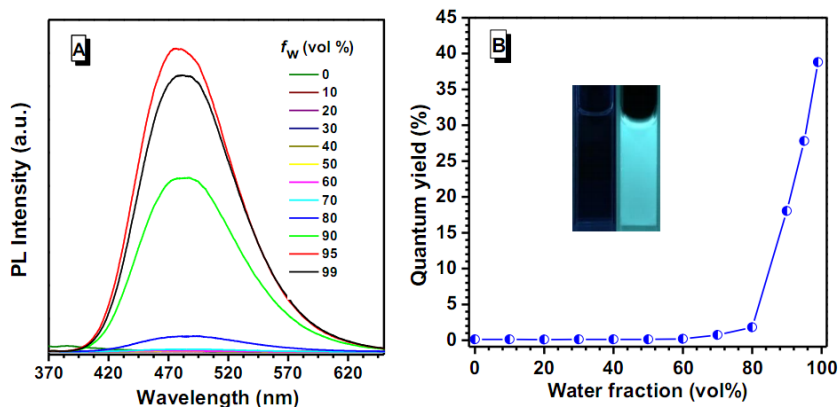 A
f_W (vol %)
0
10
20
30
40
50
60
70
80
90
95
99
PL Intensity (a.u.)
370 420 470 520 570 620
Wavelength (nm)
B
45
40
35
30
25
20
15
10
5
0
Quantum yield (%)
0 20 40 60 80 100
Water fraction (vol%)